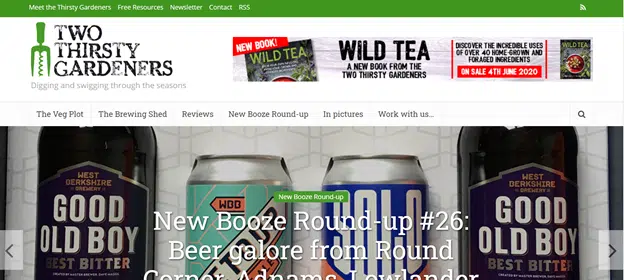 Meet the Thirsty Gardeners Free Resources Newsletter Contact RSS
TWO
THIRSTY
GARDENERS
Digging and swigging through the seasons
NEW BOOK!
WILD TEA
WILD TEA
A NEW BOOK FROM THE
TWO THIRSTY GARDENERS
DISCOVER THE INCREDIBLE USES
OF OVER 40 HOME-GROWN AND
FORAGED INGREDIENTS
ON SALE 4TH JUNE 2020
WILD TEA
The Veg Plot The Brewing Shed Reviews New Booze Round-up In pictures Work with us...
WEST
BERKSHIRE
BREWERY
GOOD
OLD BOY
BEST BITTER
WBB
SOLO
WEST
BERKSHIRE
BREWERY
GOOD
OLD BOY
BEST BITTER
New Booze Round-up
New Booze Round-up #26:
Beer galore from Round
Corner, Adnams, Lowlander